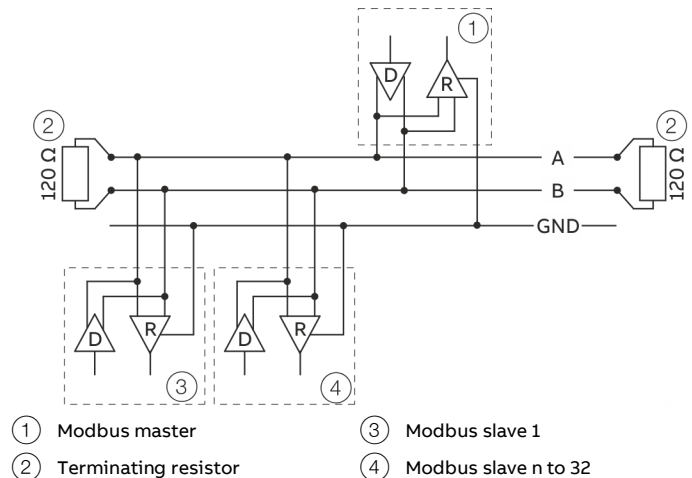 1
D
R
2
2
120 Ω
120 Ω
A
B
GND
D
R
D
R
3
4
1 Modbus master
3 Modbus slave 1
2 Terminating resistor
4 Modbus slave n to 32